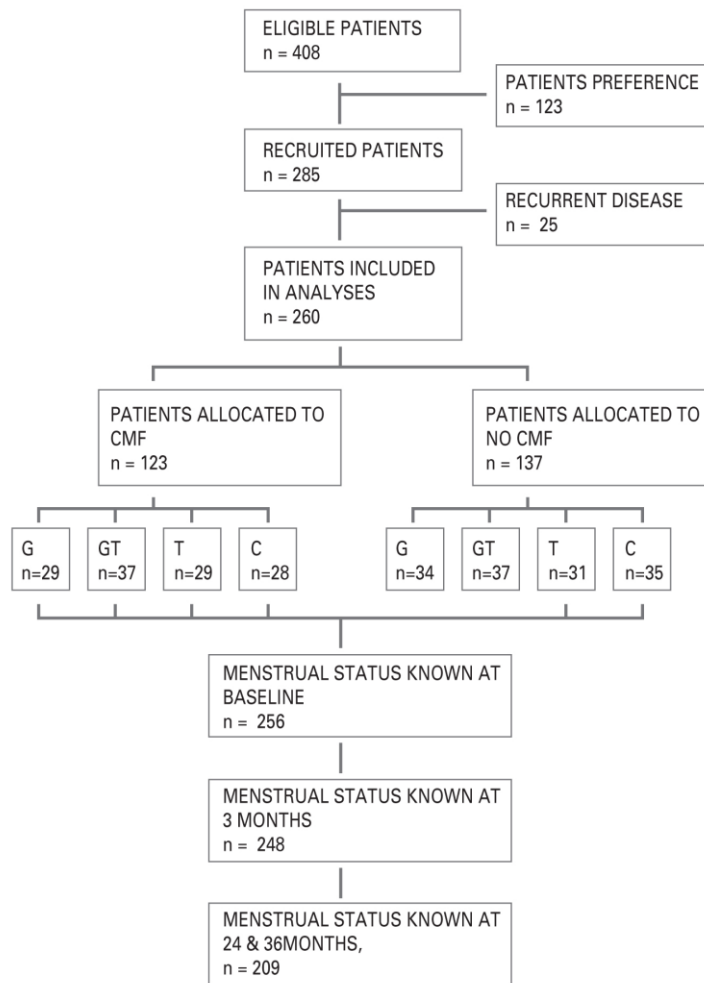 ELIGIBLE PATIENTS
n = 408
PATIENTS PREFERENCE
n = 123
RECRUITED PATIENTS
n = 285
RECURRENT DISEASE
n = 25
PATIENTS INCLUDED
IN ANALYSES
n = 260
PATIENTS ALLOCATED TO
CMF
n = 123
PATIENTS ALLOCATED TO
NO CMF
n = 137
G
n=29
GT
n=37
T
n=29
C
n=28
G
n=34
GT
n=37
T
n=31
C
n=35
MENSTRUAL STATUS KNOWN AT
BASELINE
n = 256
MENSTRUAL STATUS KNOWN AT
3 MONTHS
n = 248
MENSTRUAL STATUS KNOWN AT
24 & 36MONTHS,
n = 209